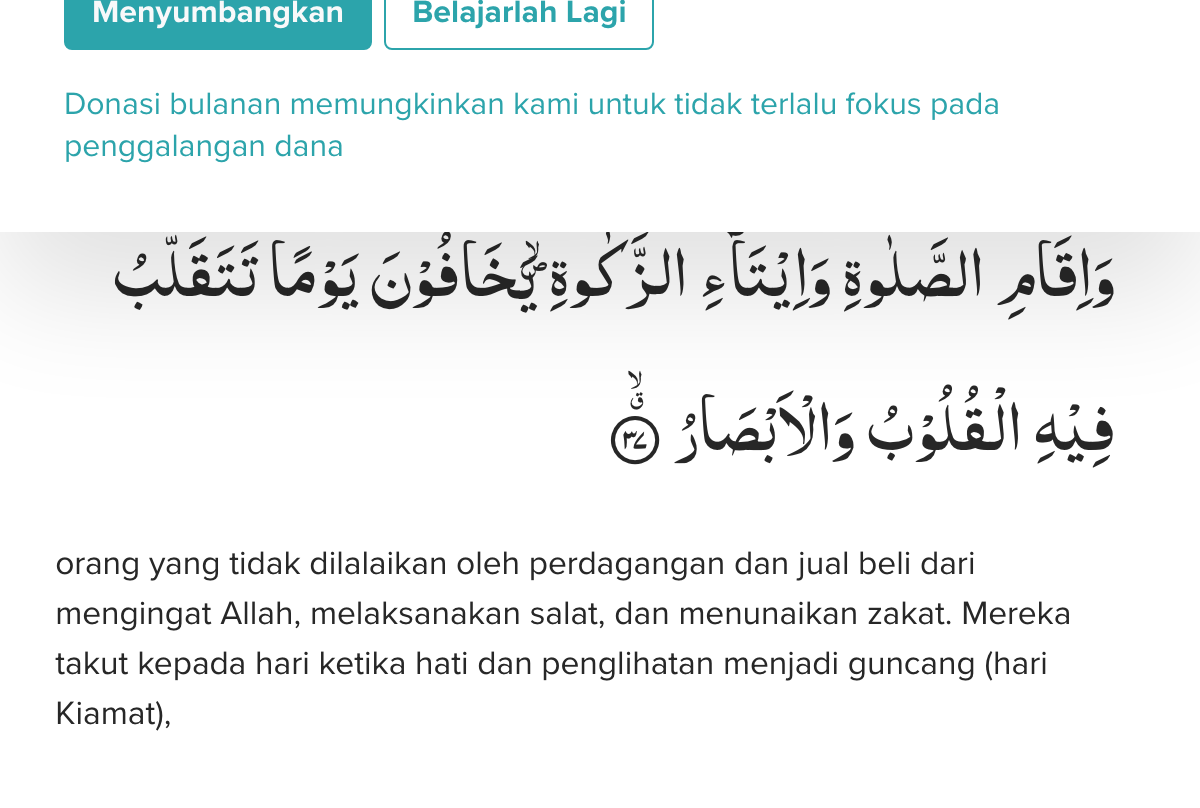 Menyumbangkan Belajarlah Lagi
Donasi bulanan memungkinkan kami untuk tidak terlalu fokus pada
penggalangan dana
وَاِقَامِ الصَّلٰوةِ وَاِيْتَاۤءِ الزَّكٰوةِ ۙيَخَافُوْنَ يَوْمًا تَتَقَلَّبُ
فِيْهِ الْقُلُوْبُ وَالْاَبْصَارُ ۙ ٣٧
orang yang tidak dilalaikan oleh perdagangan dan jual beli dari
mengingat Allah, melaksanakan salat, dan menunaikan zakat. Mereka
takut kepada hari ketika hati dan penglihatan menjadi guncang (hari
Kiamat),